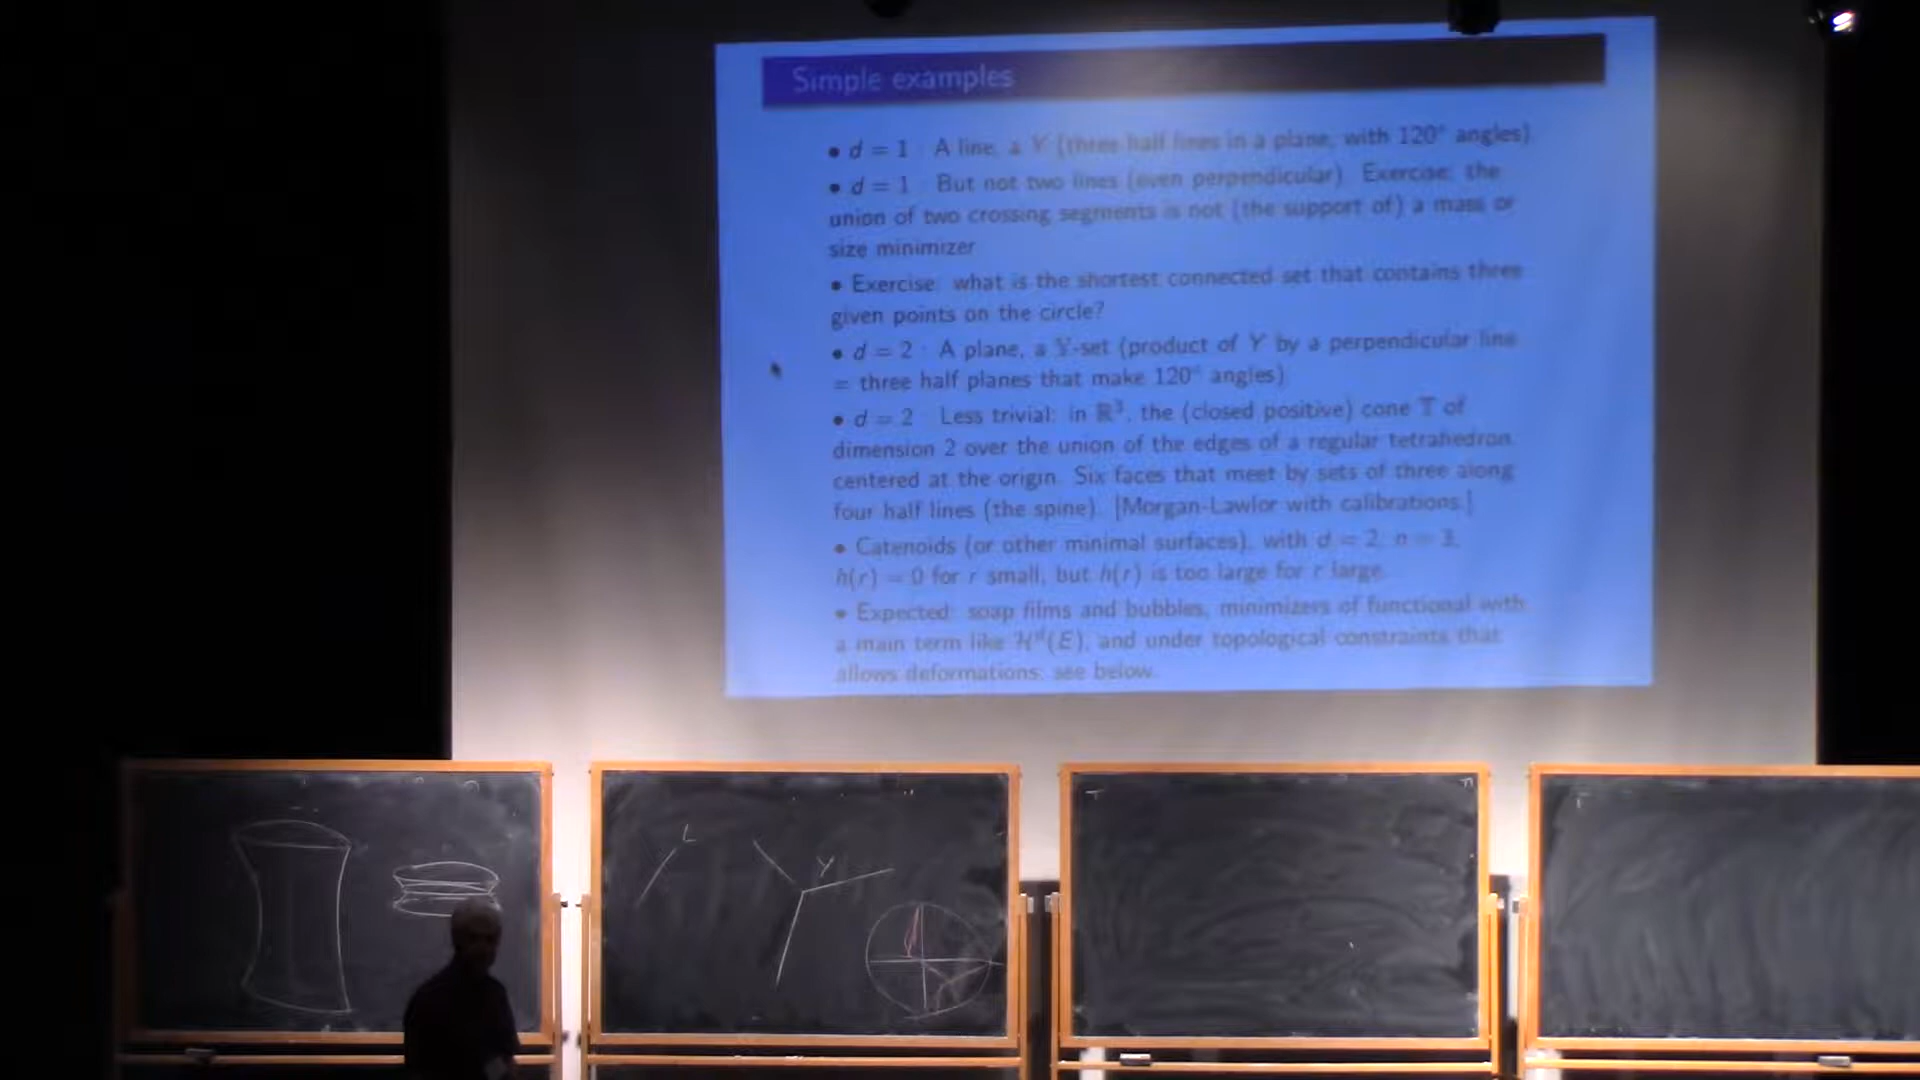 Simple examples
• d = 1 : A line, a Y (three half lines in a plane, with 120° angles)
• d = 1 : But not two lines (even perpendicular). Exercise: the
union of two crossing segments is not (the support of) a mass or
size minimizer
• Exercise: what is the shortest connected set that contains three
given points on the circle?
• d = 2 : A plane, a 𝕐-set (product of Y by a perpendicular line
= three half planes that make 120° angles)
• d = 2 : Less trivial: in ℝ³, the (closed positive) cone 𝕋 of
dimension 2 over the union of the edges of a regular tetrahedron
centered at the origin. Six faces that meet by sets of three along
four half lines (the spine). [Morgan-Lawlor with calibrations.]
• Catenoids (or other minimal surfaces), with d = 2, n = 3,
h(r) = 0 for r small, but h(r) is too large for r large.
• Expected: soap films and bubbles, minimizers of functional with
a main term like ℋᵈ(E), and under topological constraints that
allows deformations; see below.
L
Y